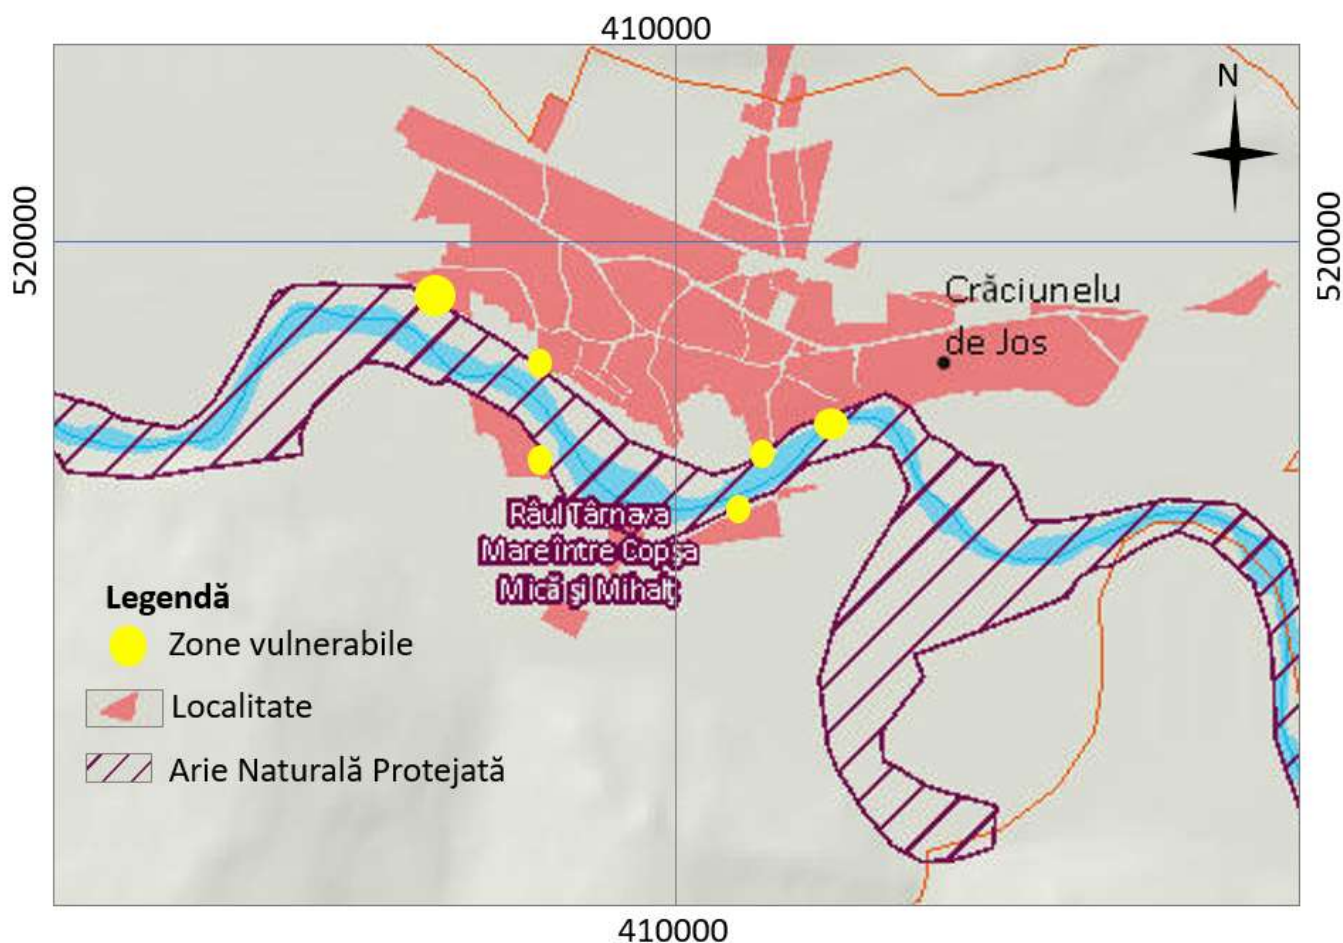 410000
N
520000
520000
Crăciunelu
de Jos
Râul Târnava
Mare între Copșa
Mică și Mihalț
Legendă
Zone vulnerabile
Localitate
Arie Naturală Protejată
410000